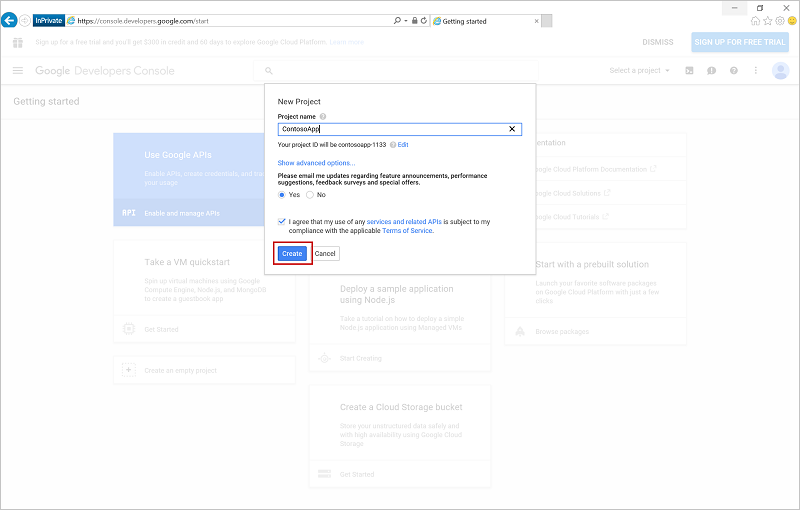 InPrivate https://console.developers.google.com/start Getting started
Sign up for a free trial and you'll get $300 in credit and 60 days to explore Google Cloud Platform. Learn more DISMISS SIGN UP FOR FREE TRIAL
Google Developers Console Select a project
Getting started
New Project
Project name
ContosoApp
Your project ID will be contosoapp-1133 Edit
Show advanced options...
Please email me updates regarding feature announcements, performance
suggestions, feedback surveys and special offers.
Yes No
I agree that my use of any services and related APIs is subject to my
compliance with the applicable Terms of Service.
Create Cancel
Use Google APIs
Enable APIs, create credentials, and
your usage
API Enable and manage APIs
entation
oogle Cloud Platform Documentation
oogle Cloud Solutions
oogle Cloud Tutorials
Take a VM quickstart
Spin up virtual machines using Google
Compute Engine, Node.js, and MongoDB
to create a guestbook app
Get Started
Create an empty project
Deploy a sample application
using Node.js
Take a tutorial on how to deploy a simple
Node.js application using Managed VMs
Start Creating
Create a Cloud Storage bucket
Store your unstructured data safely and
with high availability using Google Cloud
Storage
Get Started
Start with a prebuilt solution
Launch your favorite software packages
on Google Cloud Platform with just a few
clicks
Browse packages